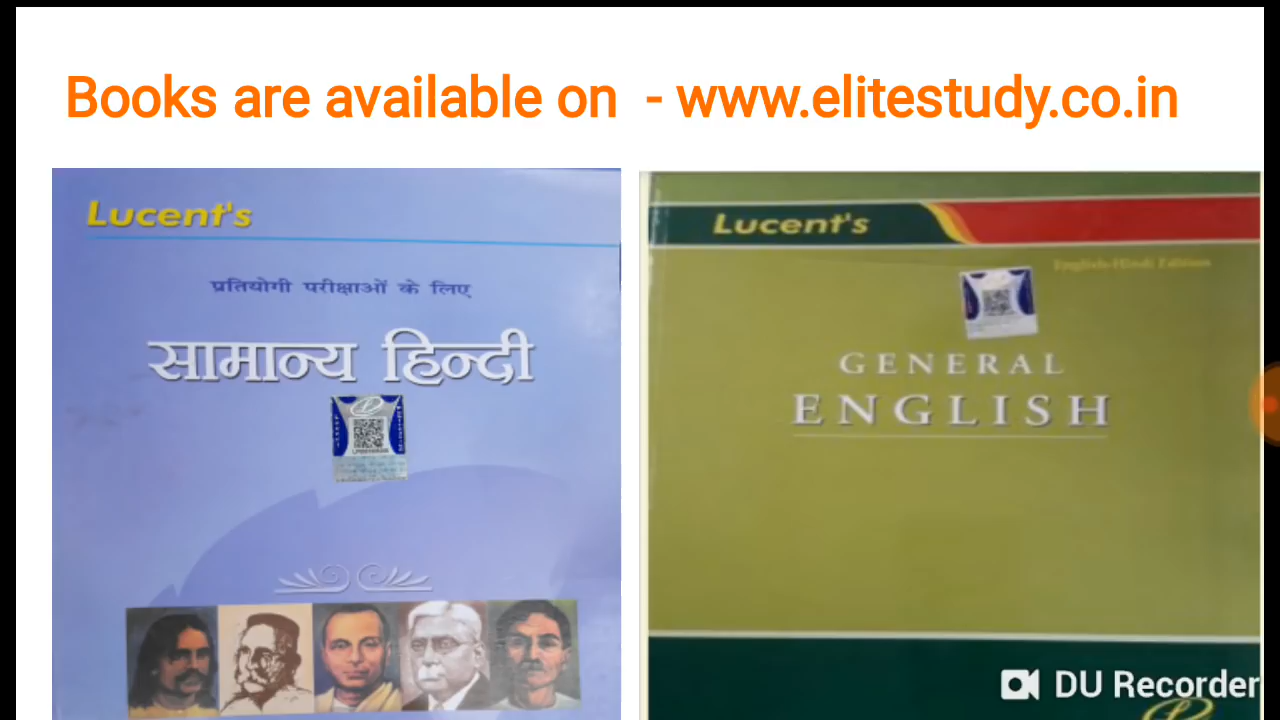 Books are available on - www.elitestudy.co.in
Lucent's
प्रतियोगी परीक्षाओं के लिए
सामान्य हिन्दी
Lucent's
English-Hindi Edition
GENERAL
ENGLISH
DU Recorder